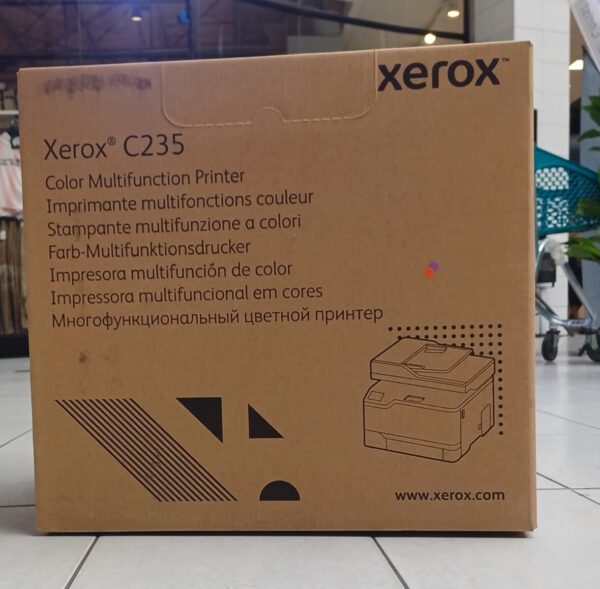 xerox™
Xerox® C235
Color Multifunction Printer
Imprimante multifonctions couleur
Stampante multifunzione a colori
Farb-Multifunktionsdrucker
Impresora multifunción de color
Impressora multifuncional em cores
Многофункциональный цветной принтер
www.xerox.com